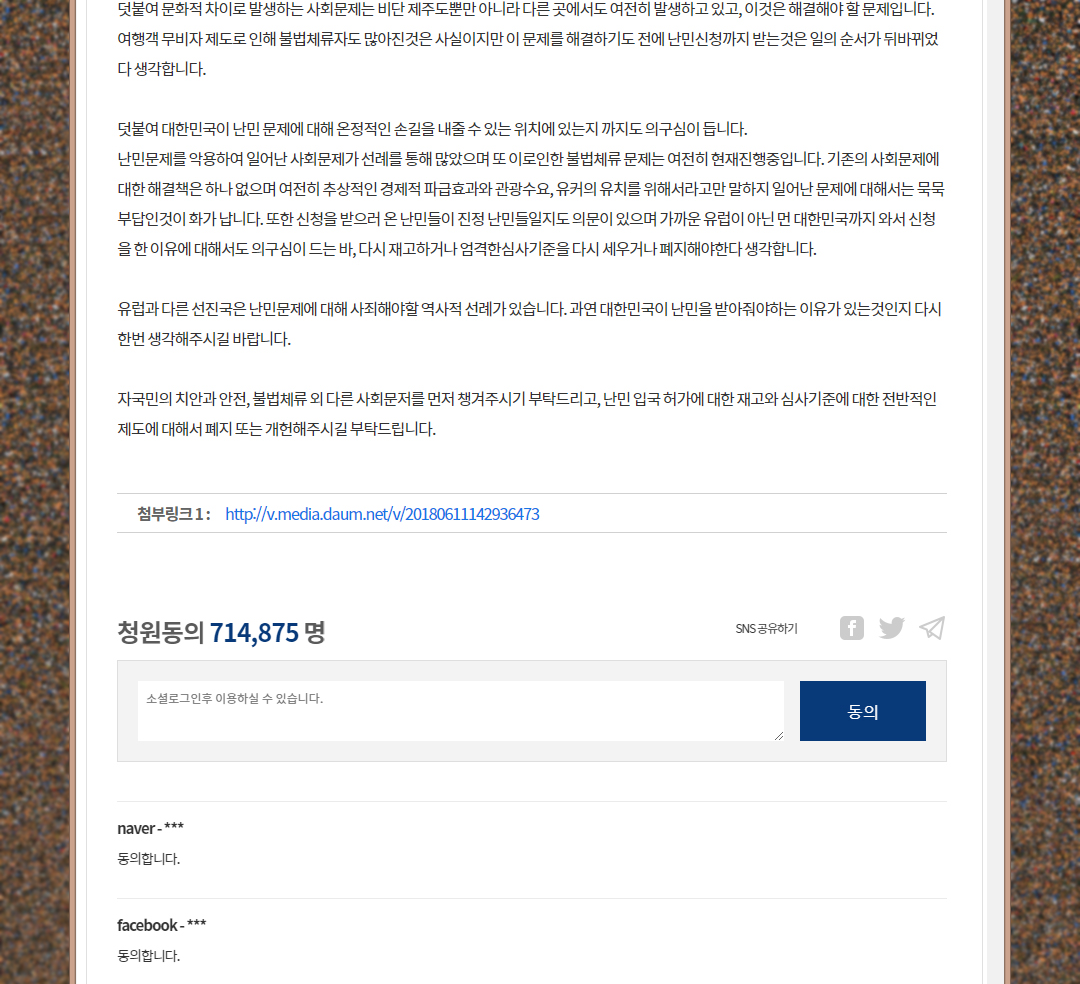 덧붙여 문화적 차이로 발생하는 사회문제는 비단 제주도뿐만 아니라 다른 곳에서도 여전히 발생하고 있고, 이것은 해결해야 할 문제입니다.
여행객 무비자 제도로 인해 불법체류자도 많아진것은 사실이지만 이 문제를 해결하기도 전에 난민신청까지 받는것은 일의 순서가 뒤바뀌었
다 생각합니다.
덧붙여 대한민국이 난민 문제에 대해 온정적인 손길을 내줄 수 있는 위치에 있는지 까지도 의구심이 듭니다.
난민문제를 악용하여 일어난 사회문제가 선례를 통해 많았으며 또 이로인한 불법체류 문제는 여전히 현재진행중입니다. 기존의 사회문제에
대한 해결책은 하나 없으며 여전히 추상적인 경제적 파급효과와 관광수요, 유커의 유치를 위해서라고만 말하지 일어난 문제에 대해서는 묵묵
부답인것이 화가 납니다. 또한 신청을 받으러 온 난민들이 진정 난민들일지도 의문이 있으며 가까운 유럽이 아닌 먼 대한민국까지 와서 신청
을 한 이유에 대해서도 의구심이 드는 바, 다시 재고하거나 엄격한심사기준을 다시 세우거나 폐지해야한다 생각합니다.
유럽과 다른 선진국은 난민문제에 대해 사죄해야할 역사적 선례가 있습니다. 과연 대한민국이 난민을 받아줘야하는 이유가 있는것인지 다시
한번 생각해주시길 바랍니다.
자국민의 치안과 안전, 불법체류 외 다른 사회문저를 먼저 챙겨주시기 부탁드리고, 난민 입국 허가에 대한 재고와 심사기준에 대한 전반적인
제도에 대해서 폐지 또는 개헌해주시길 부탁드립니다.
첨부링크 1 : http://v.media.daum.net/v/20180611142936473
청원동의 714,875 명
SNS 공유하기
소셜로그인후 이용하실 수 있습니다.
동의
naver - ***
동의합니다.
facebook - ***
동의합니다.